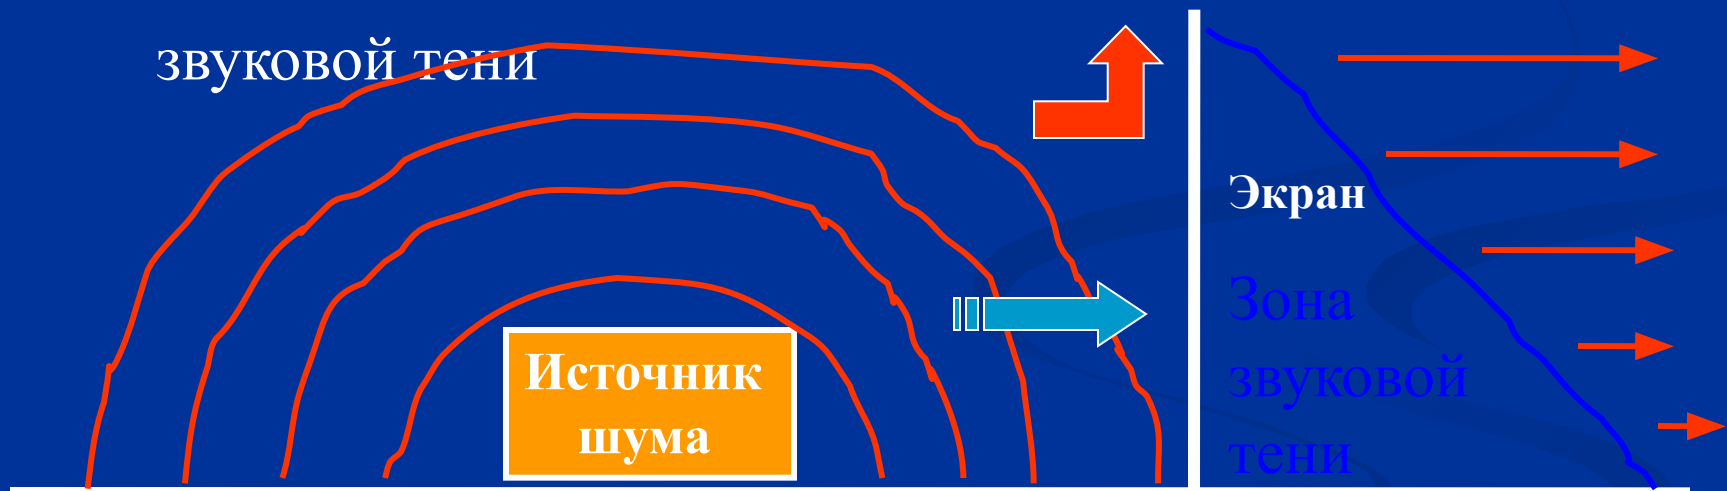 звуковой тени
Экран
Зона
звуковой
тени
Источник
шума